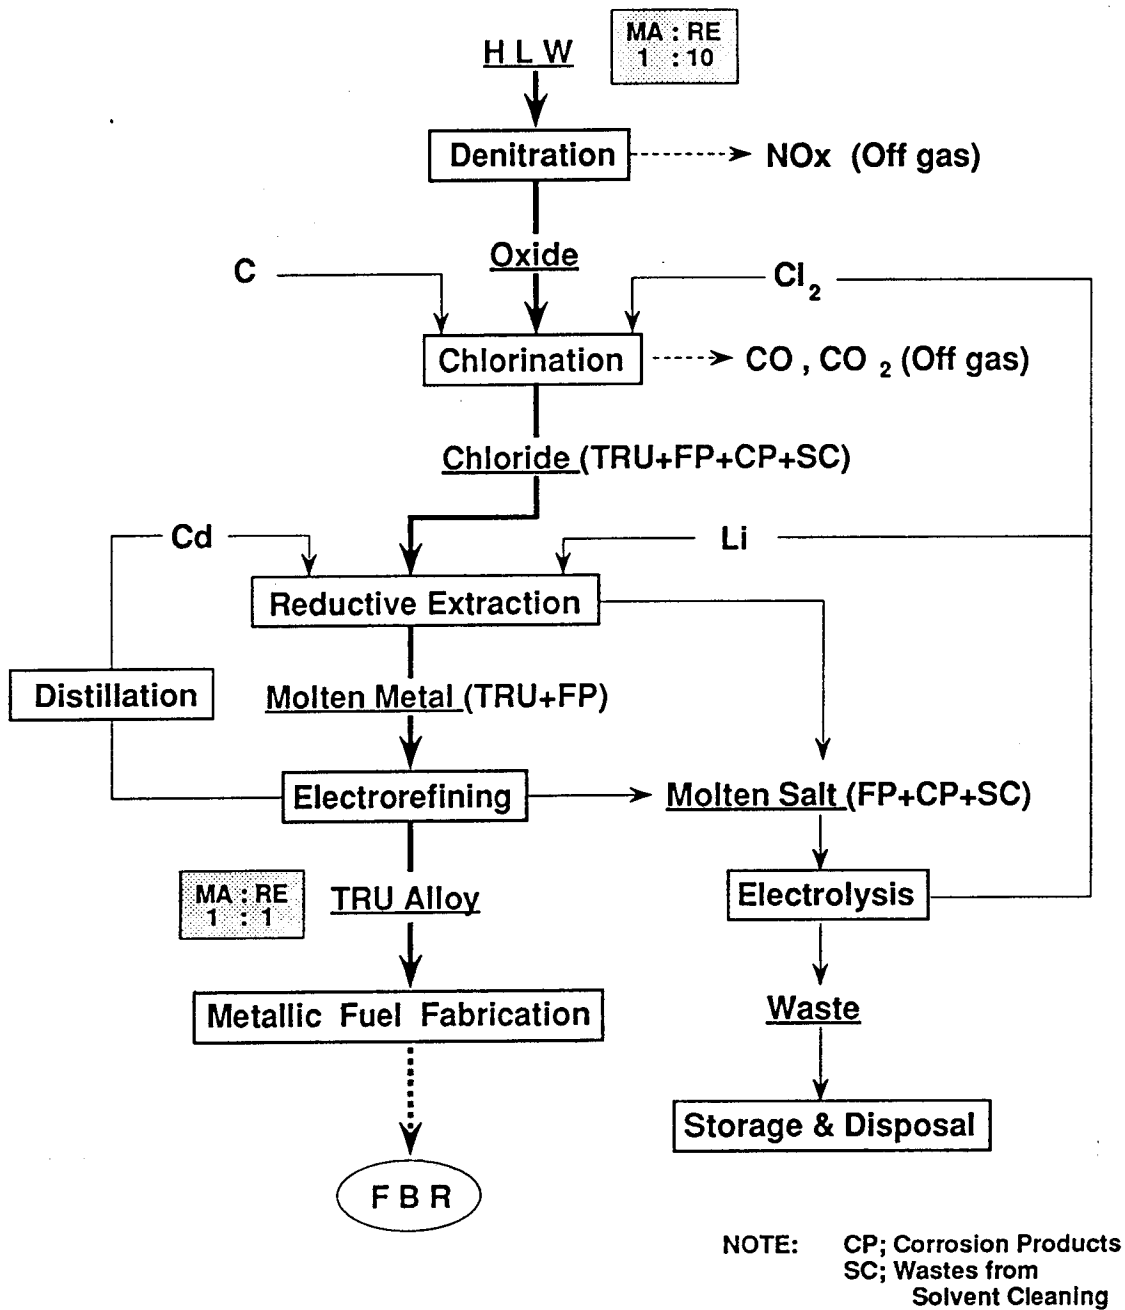 H L W
MA : RE
1 : 10
Denitration
NOx (Off gas)
Oxide
C
Cl2
Chlorination
CO , CO 2 (Off gas)
Chloride (TRU+FP+CP+SC)
Cd
Li
Reductive Extraction
Distillation
Molten Metal (TRU+FP)
Electrorefining
Molten Salt (FP+CP+SC)
MA : RE
1 : 1
TRU Alloy
Electrolysis
Metallic Fuel Fabrication
Waste
Storage & Disposal
F B R
NOTE: CP; Corrosion Products
SC; Wastes from
Solvent Cleaning